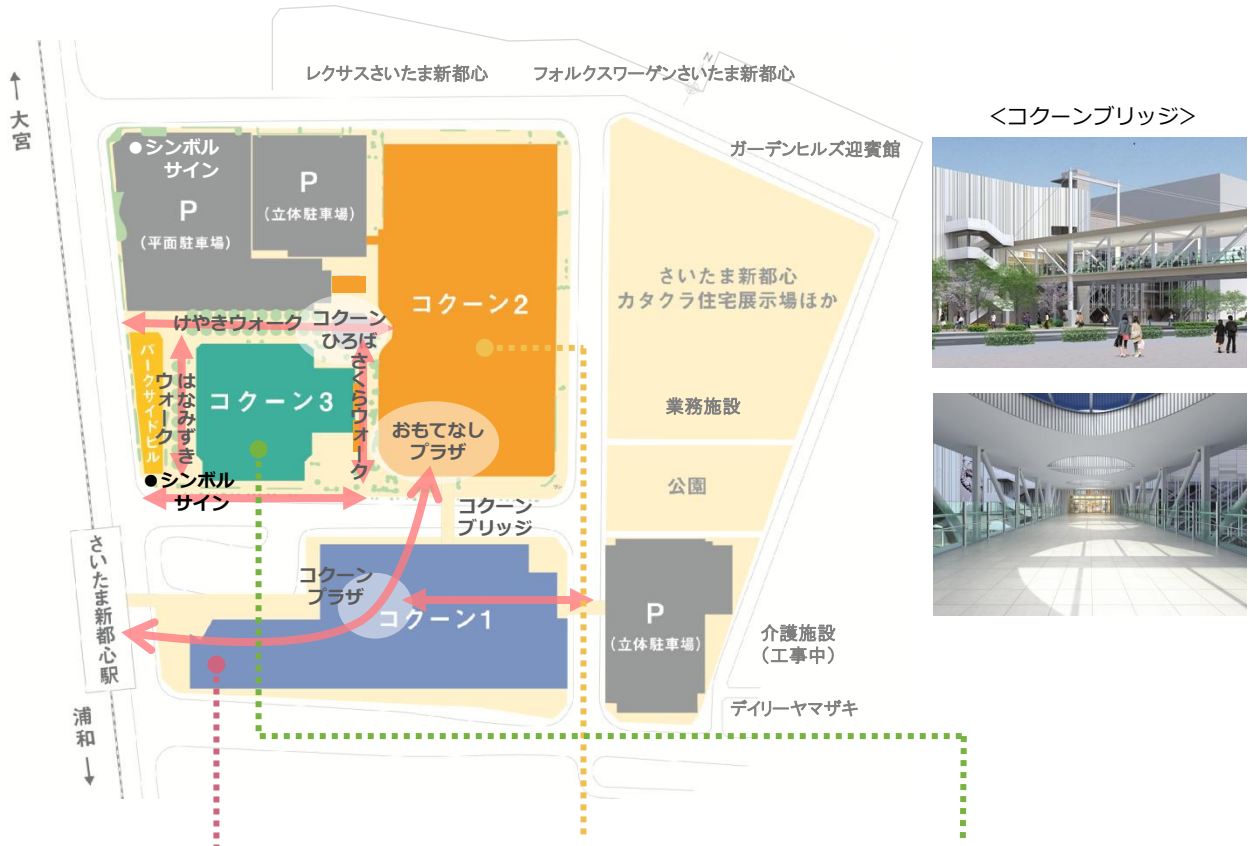 レクサスさいたま新都心
フォルクスワーゲンさいたま新都心
N
↑
大宮
<コクーンブリッジ>
●シンボル
サイン
P
(平面駐車場)
P
(立体駐車場)
ガーデンヒルズ迎賓館
コクーン2
さいたま新都心
カタクラ住宅展示場ほか
けやきウォーク
コクーン
ひろば
パークサイドビル
はなみずき
ウォーク
コクーン3
さくらウォーク
おもてなし
プラザ
業務施設
●シンボル
サイン
公園
コクーン
ブリッジ
さいたま新都心駅
コクーン
プラザ
コクーン1
P
(立体駐車場)
介護施設
(工事中)
デイリーヤマザキ
浦和
↓